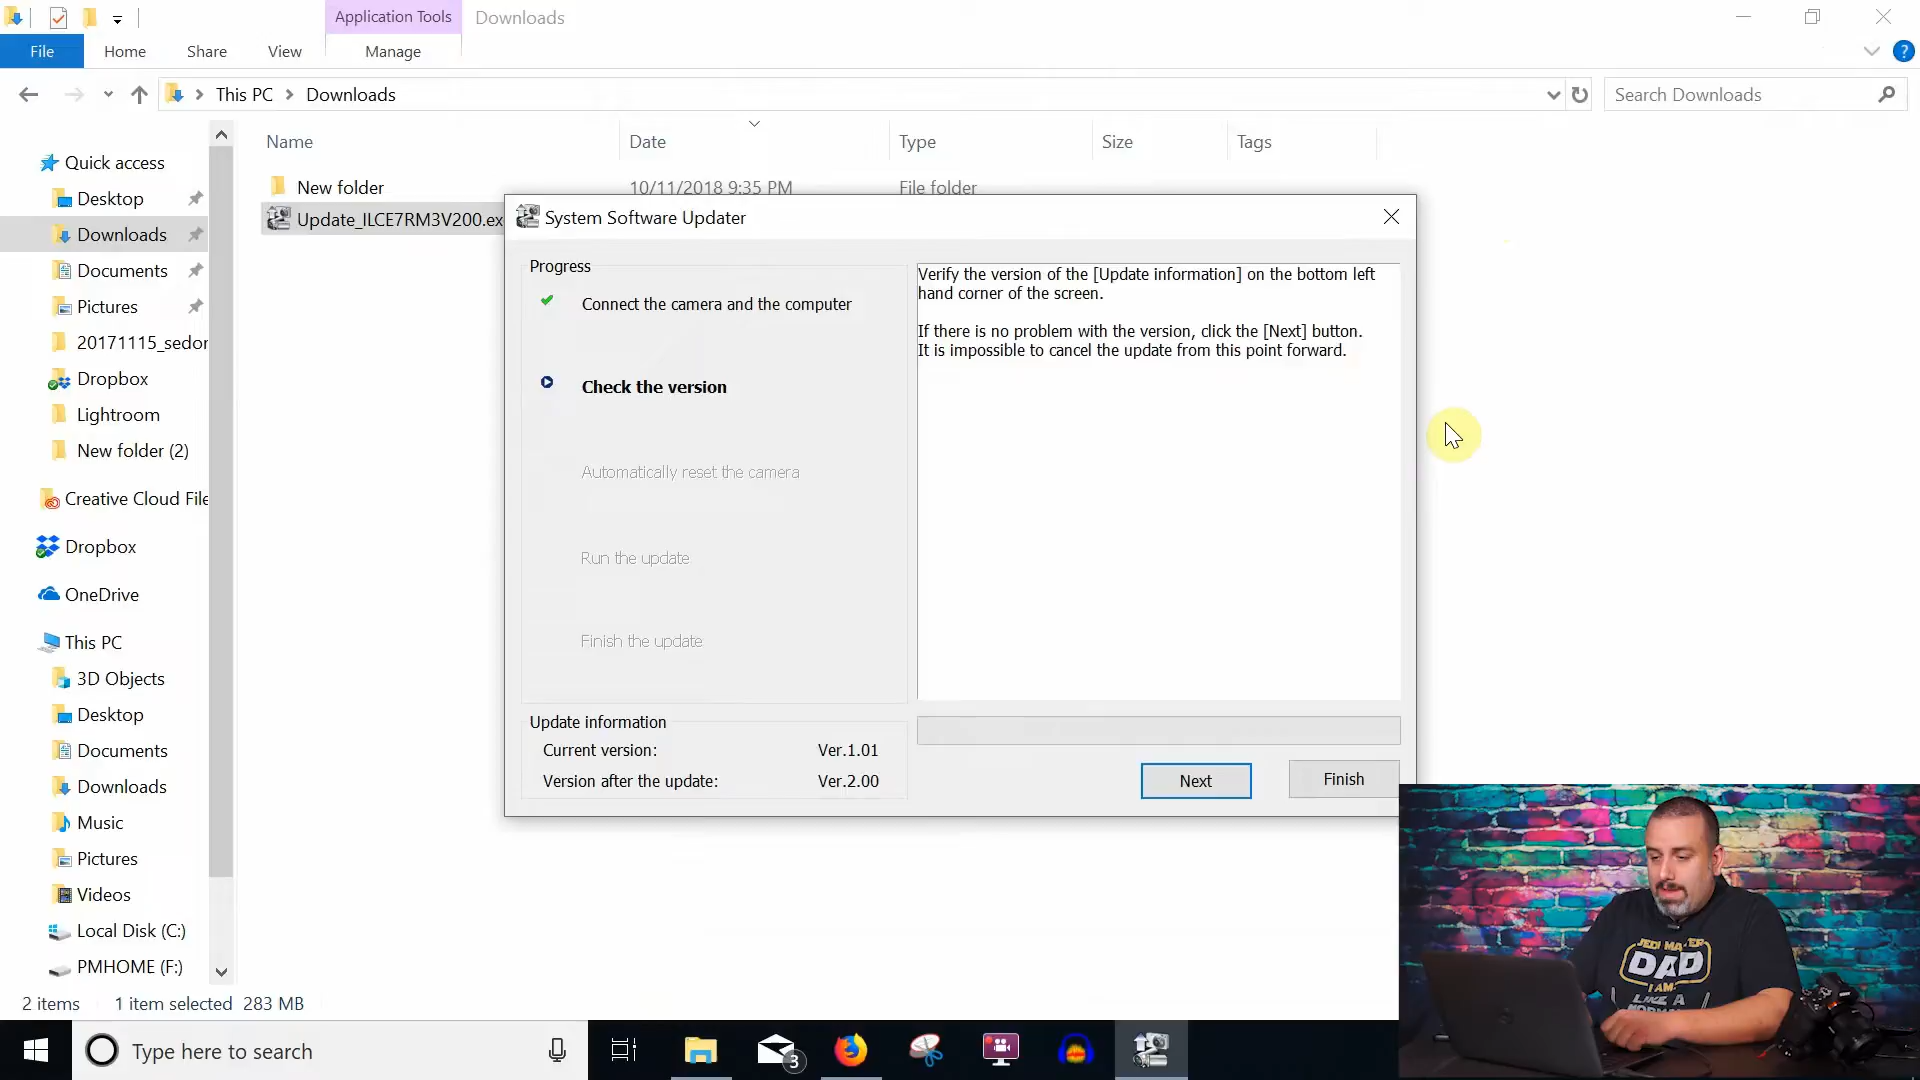 Application Tools
Downloads
File
Home
Share
View
Manage
?
This PC
Downloads
Search Downloads
Name
Date
Type
Size
Tags
Quick access
Desktop
Downloads
Documents
Pictures
20171115_sedor
Dropbox
Lightroom
New folder (2)
Creative Cloud File
Dropbox
OneDrive
This PC
3D Objects
Desktop
Documents
Downloads
Music
Pictures
Videos
Local Disk (C:)
PMHOME (F:)
New folder
10/11/2018 9:35 PM
File folder
Update_ILCE7RM3V200.ex
System Software Updater
Progress
Connect the camera and the computer
Check the version
Automatically reset the camera
Run the update
Finish the update
Verify the version of the [Update information] on the bottom left
hand corner of the screen.
If there is no problem with the version, click the [Next] button.
It is impossible to cancel the update from this point forward.
Update information
Current version:
Ver.1.01
Version after the update:
Ver.2.00
Next
Finish
2 items
1 item selected
283 MB
Type here to search
3
DAD
I AM
LIKE A